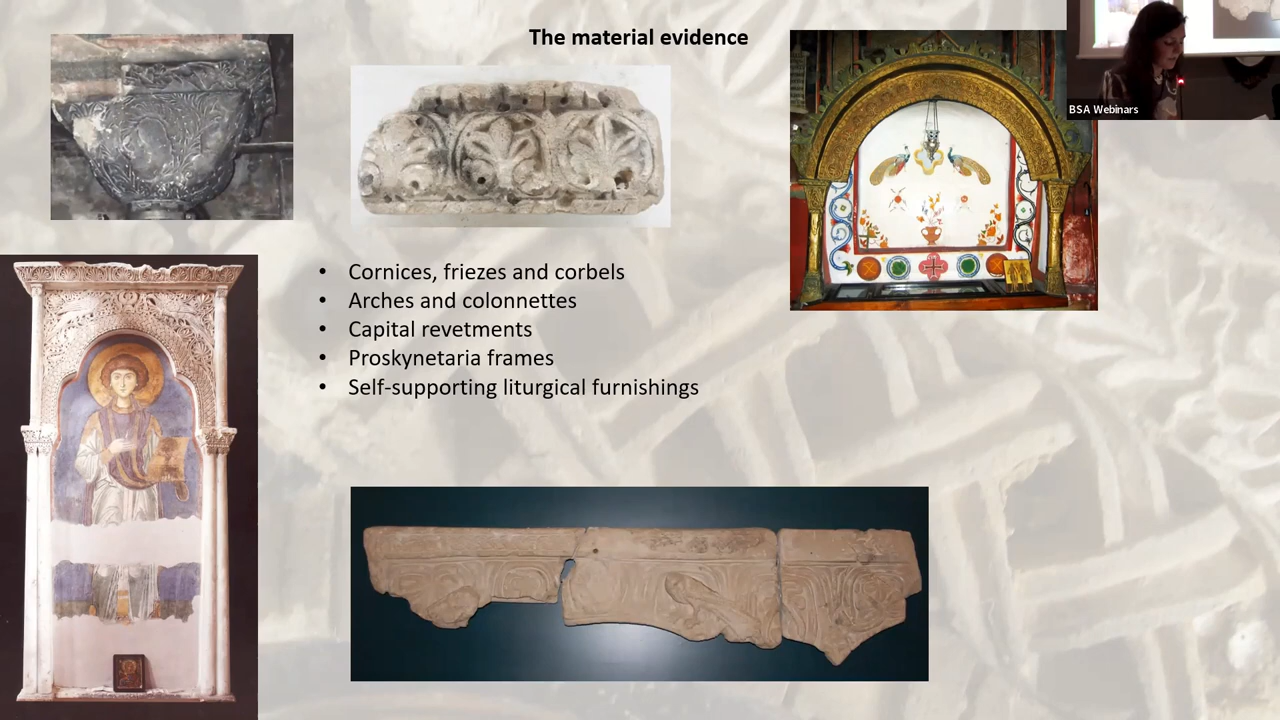 The material evidence
BSA Webinars
• Cornices, friezes and corbels
• Arches and colonnettes
• Capital revetments
• Proskynetaria frames
• Self-supporting liturgical furnishings